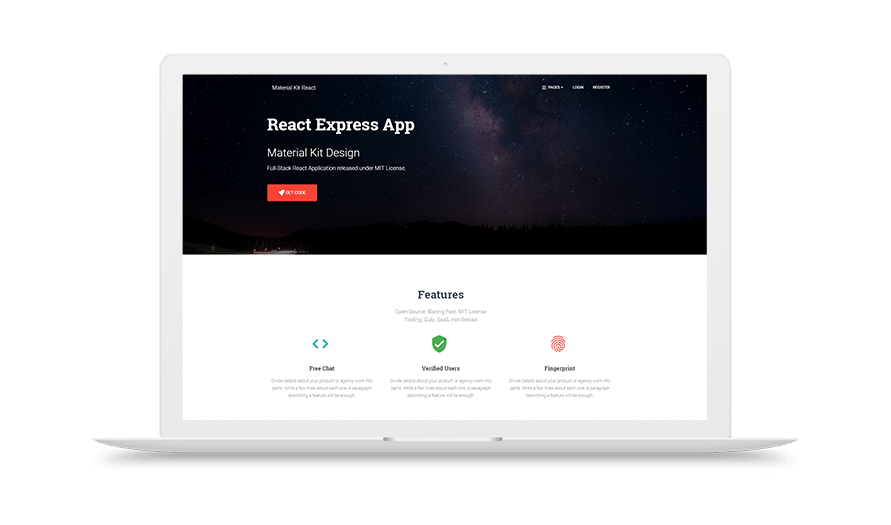 Material Kit React
PAGES
LOGIN
REGISTER
React Express App
Material Kit Design
Full-Stack React Application released under MIT License.
GET CODE
Features
Open-Source, Blazing Fast, MIT License
Tooling: Gulp, SaaS, Hot-Reload
Free Chat
Divide details about your product or agency work into
parts. Write a few lines about each one. A paragraph
describing a feature will be enough.
Verified Users
Divide details about your product or agency work into
parts. Write a few lines about each one. A paragraph
describing a feature will be enough.
Fingerprint
Divide details about your product or agency work into
parts. Write a few lines about each one. A paragraph
describing a feature will be enough.